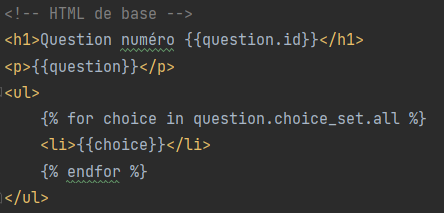 <!-- HTML de base -->
<h1>Question numéro {{question.id}}</h1>
<p>{{question}}</p>
<ul>
    {% for choice in question.choice_set.all %}
    <li>{{choice}}</li>
    {% endfor %}
</ul>